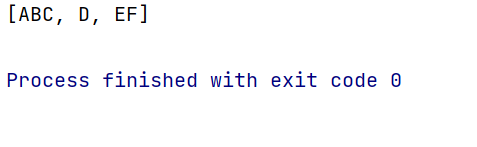 [ABC, D, EF]
Process finished with exit code 0